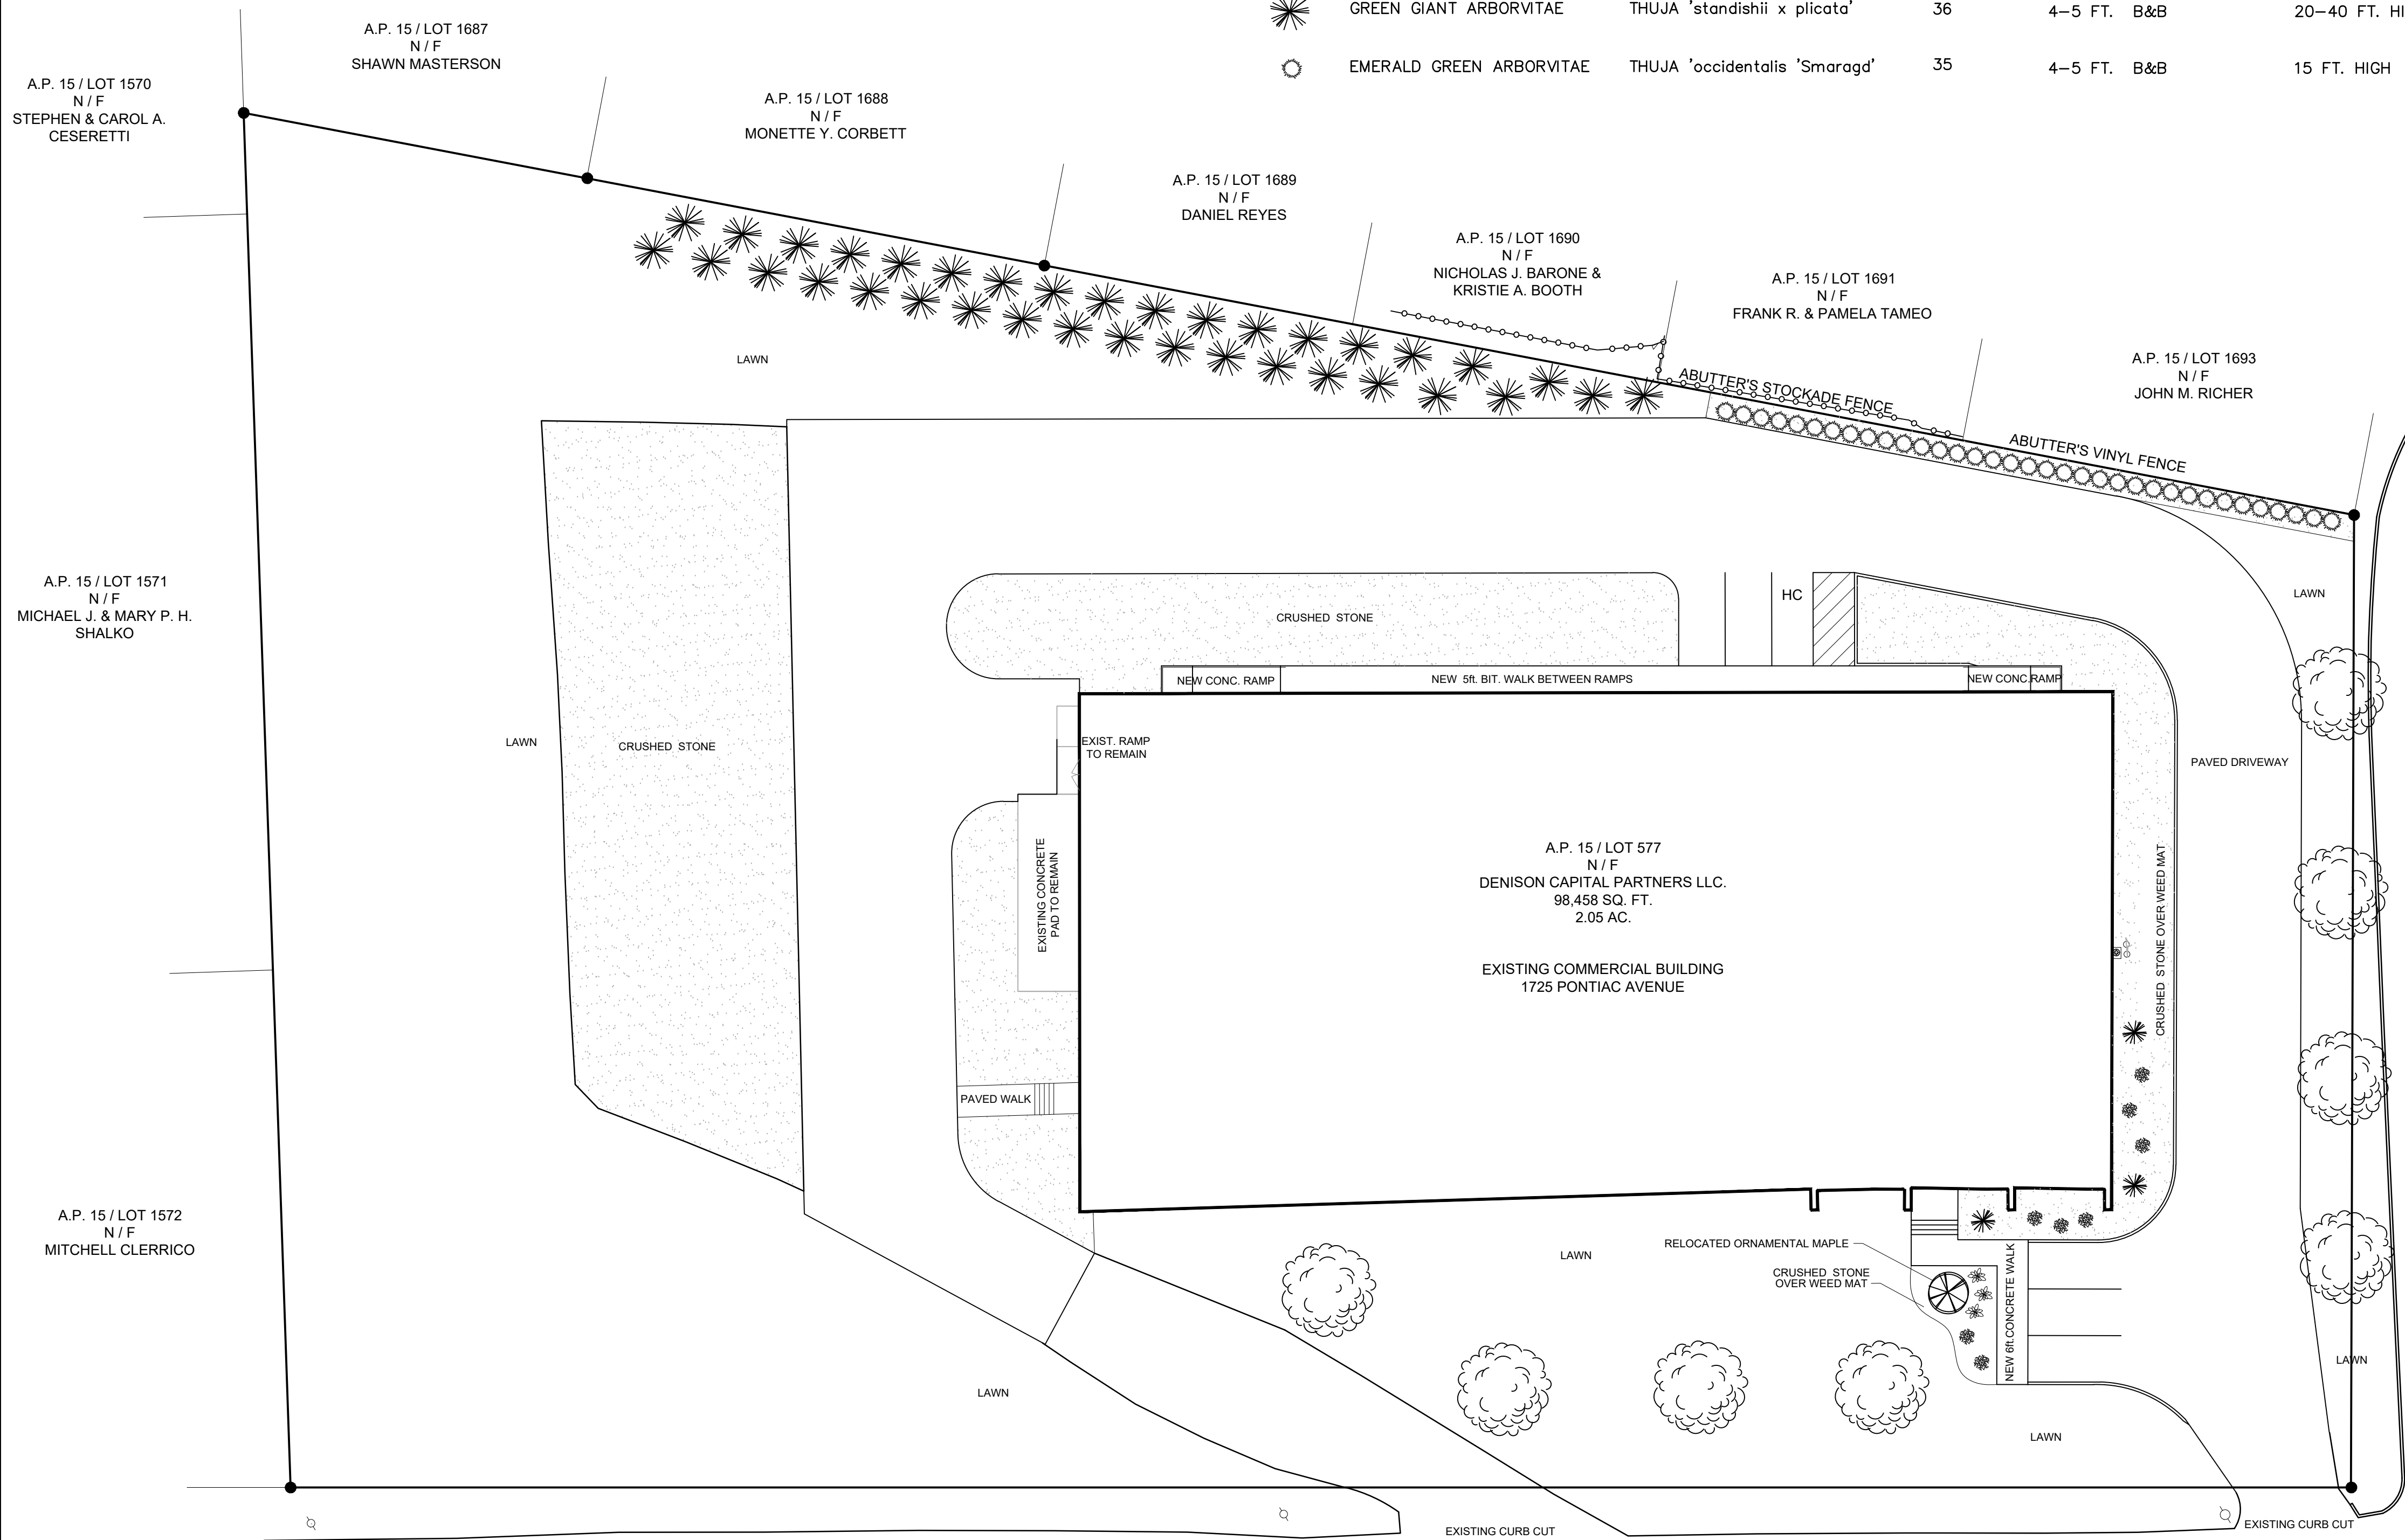 GREEN GIANT ARBORVITAE THUJA 'standishii x plicata' 36 4-5 FT. B&B 20-40 FT. HI
EMERALD GREEN ARBORVITAE THUJA 'occidentalis 'Smaragd' 35 4-5 FT. B&B 15 FT. HIGH
A.P. 15 / LOT 1687
N / F
SHAWN MASTERSON
A.P. 15 / LOT 1570
N / F
STEPHEN & CAROL A.
CESERETTI
A.P. 15 / LOT 1688
N / F
MONETTE Y. CORBETT
A.P. 15 / LOT 1689
N / F
DANIEL REYES
A.P. 15 / LOT 1690
N / F
NICHOLAS J. BARONE &
KRISTIE A. BOOTH
A.P. 15 / LOT 1691
N / F
FRANK R. & PAMELA TAMEO
A.P. 15 / LOT 1693
N / F
JOHN M. RICHER
LAWN
ABUTTER'S STOCKADE FENCE
ABUTTER'S VINYL FENCE
A.P. 15 / LOT 1571
N / F
MICHAEL J. & MARY P. H.
SHALKO
HC
LAWN
CRUSHED STONE
NEW CONC. RAMP
NEW 5ft. BIT. WALK BETWEEN RAMPS
NEW CONC.RAMP
LAWN
CRUSHED STONE
EXIST. RAMP
TO REMAIN
PAVED DRIVEWAY
EXISTING CONCRETE
PAD TO REMAIN
A.P. 15 / LOT 577
N / F
DENISON CAPITAL PARTNERS LLC.
98,458 SQ. FT.
2.05 AC.
EXISTING COMMERCIAL BUILDING
1725 PONTIAC AVENUE
CRUSHED STONE OVER WEED MAT
PAVED WALK
A.P. 15 / LOT 1572
N / F
MITCHELL CLERRICO
RELOCATED ORNAMENTAL MAPLE
LAWN
CRUSHED STONE
OVER WEED MAT
NEW 6ft.CONCRETE WALK
LAWN
LAWN
LAWN
EXISTING CURB CUT
EXISTING CURB CUT